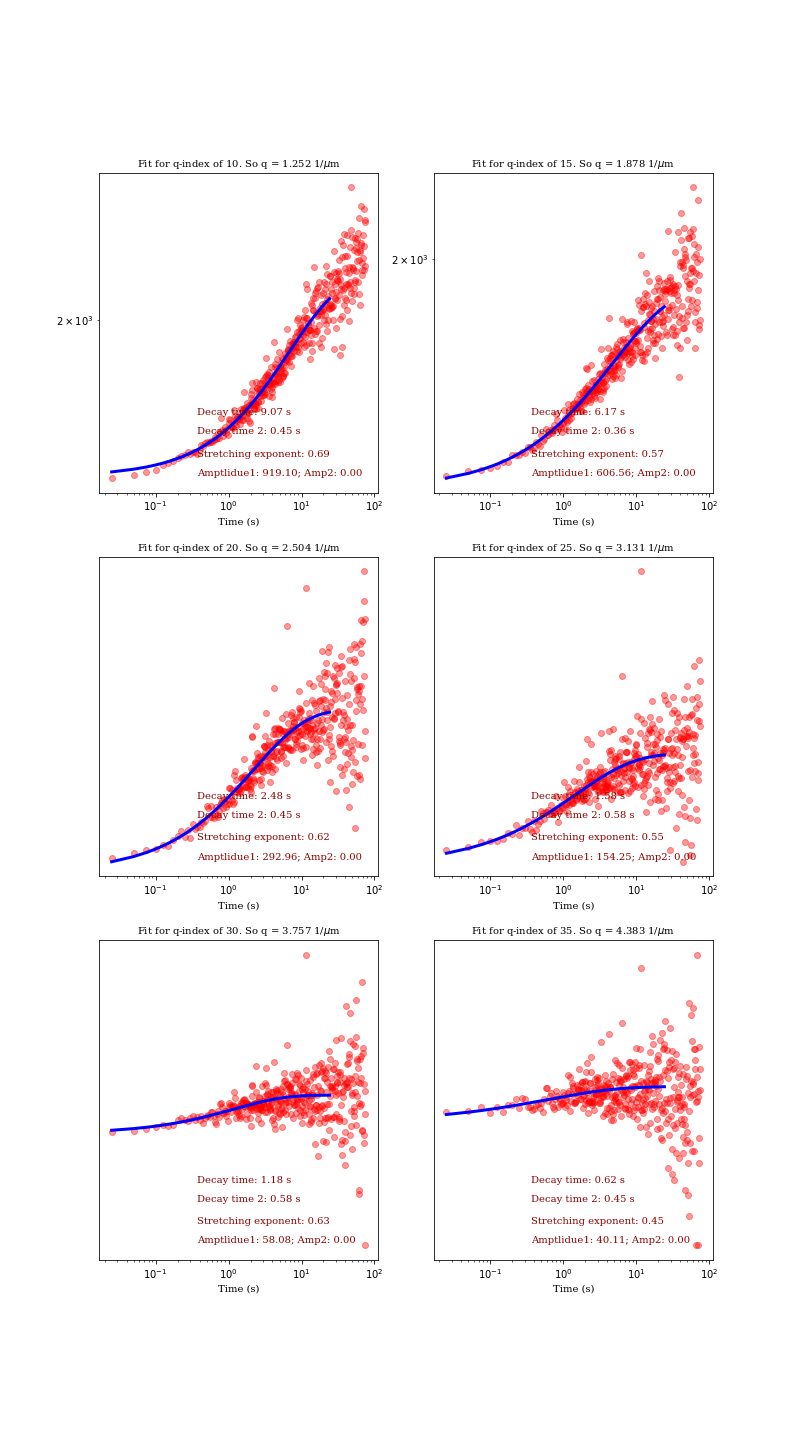 Fit for q-index of 10. So q = 1.252 1/μm
2 × 10³
Decay time: 9.07 s
Decay time 2: 0.45 s
Stretching exponent: 0.69
Amptlidue1: 919.10; Amp2: 0.00
10⁻¹ 10⁰ 10¹ 10²
Time (s)
Fit for q-index of 15. So q = 1.878 1/μm
2 × 10³
Decay time: 6.17 s
Decay time 2: 0.36 s
Stretching exponent: 0.57
Amptlidue1: 606.56; Amp2: 0.00
10⁻¹ 10⁰ 10¹ 10²
Time (s)
Fit for q-index of 20. So q = 2.504 1/μm
Decay time: 2.48 s
Decay time 2: 0.45 s
Stretching exponent: 0.62
Amptlidue1: 292.96; Amp2: 0.00
10⁻¹ 10⁰ 10¹ 10²
Time (s)
Fit for q-index of 25. So q = 3.131 1/μm
Decay time: 1.58 s
Decay time 2: 0.58 s
Stretching exponent: 0.55
Amptlidue1: 154.25; Amp2: 0.00
10⁻¹ 10⁰ 10¹ 10²
Time (s)
Fit for q-index of 30. So q = 3.757 1/μm
Decay time: 1.18 s
Decay time 2: 0.58 s
Stretching exponent: 0.63
Amptlidue1: 58.08; Amp2: 0.00
10⁻¹ 10⁰ 10¹ 10²
Time (s)
Fit for q-index of 35. So q = 4.383 1/μm
Decay time: 0.62 s
Decay time 2: 0.45 s
Stretching exponent: 0.45
Amptlidue1: 40.11; Amp2: 0.00
10⁻¹ 10⁰ 10¹ 10²
Time (s)